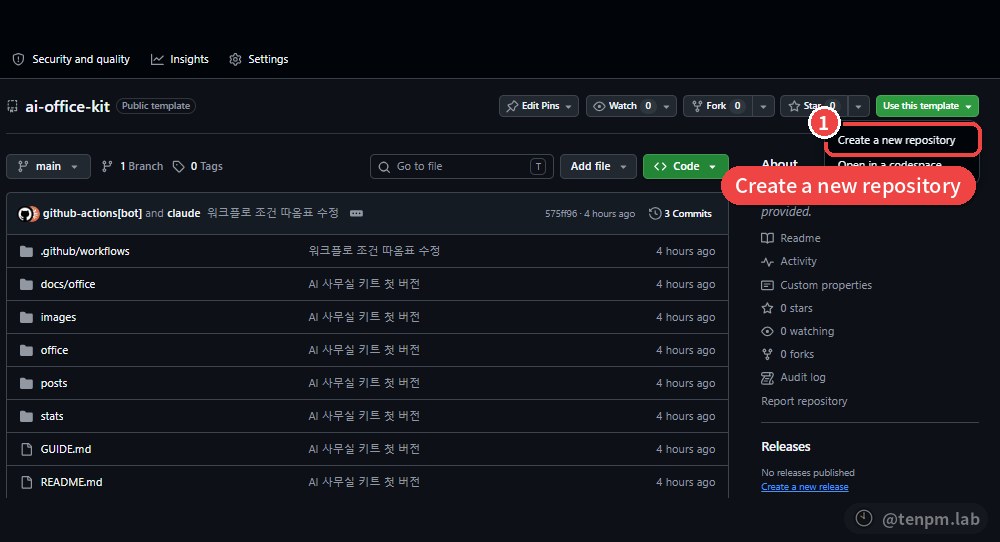 Security and quality Insights Settings
ai-office-kit Public template Edit Pins Watch 0 Fork 0 Star 0 Use this template
1
Create a new repository
main 1 Branch 0 Tags Go to file T Add file Code About Open in a codespace
Create a new repository
provided.
github-actions[bot] and claude 워크플로 조건 따옴표 수정 575ff96 · 4 hours ago 3 Commits
.github/workflows 워크플로 조건 따옴표 수정 4 hours ago
docs/office AI 사무실 키트 첫 버전 4 hours ago
images AI 사무실 키트 첫 버전 4 hours ago
office AI 사무실 키트 첫 버전 4 hours ago
posts AI 사무실 키트 첫 버전 4 hours ago
stats AI 사무실 키트 첫 버전 4 hours ago
GUIDE.md AI 사무실 키트 첫 버전 4 hours ago
README.md AI 사무실 키트 첫 버전 4 hours ago
Readme
Activity
Custom properties
0 stars
0 watching
0 forks
Audit log
Report repository
Releases
No releases published
Create a new release
@tenpm.lab